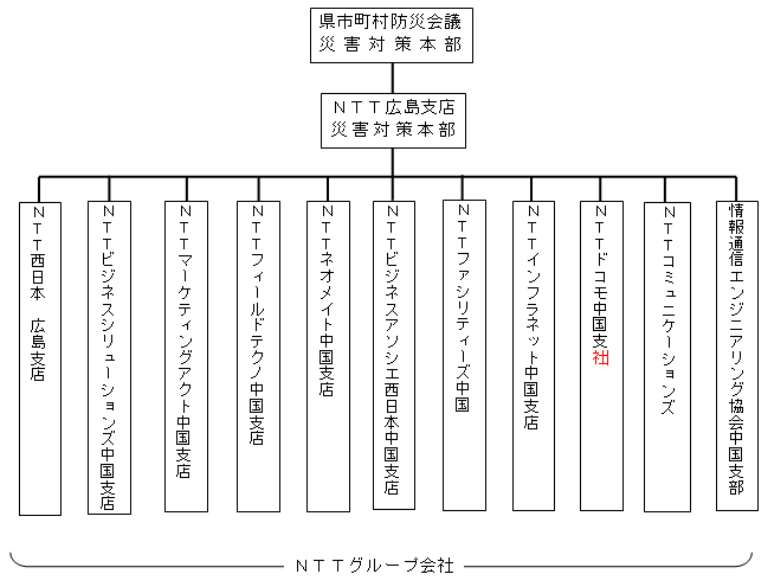 県市町村防災会議
災害対策本部
ＮＴＴ広島支店
災害対策本部
ＮＴＴ西日本　広島支店
ＮＴＴビジネスシリューションズ中国支店
ＮＴＴマーケティングアクト中国支店
ＮＴＴフィールドテクノ中国支店
ＮＴＴネオメイト中国支店
ＮＴＴビジネスアソシエ西日本中国支店
ＮＴＴファシリティーズ中国
ＮＴＴインフラネット中国支店
ＮＴＴドコモ中国支社
ＮＴＴコミュニケーションズ
情報通信エンジニアリング協会中国支部
ＮＴＴグループ会社